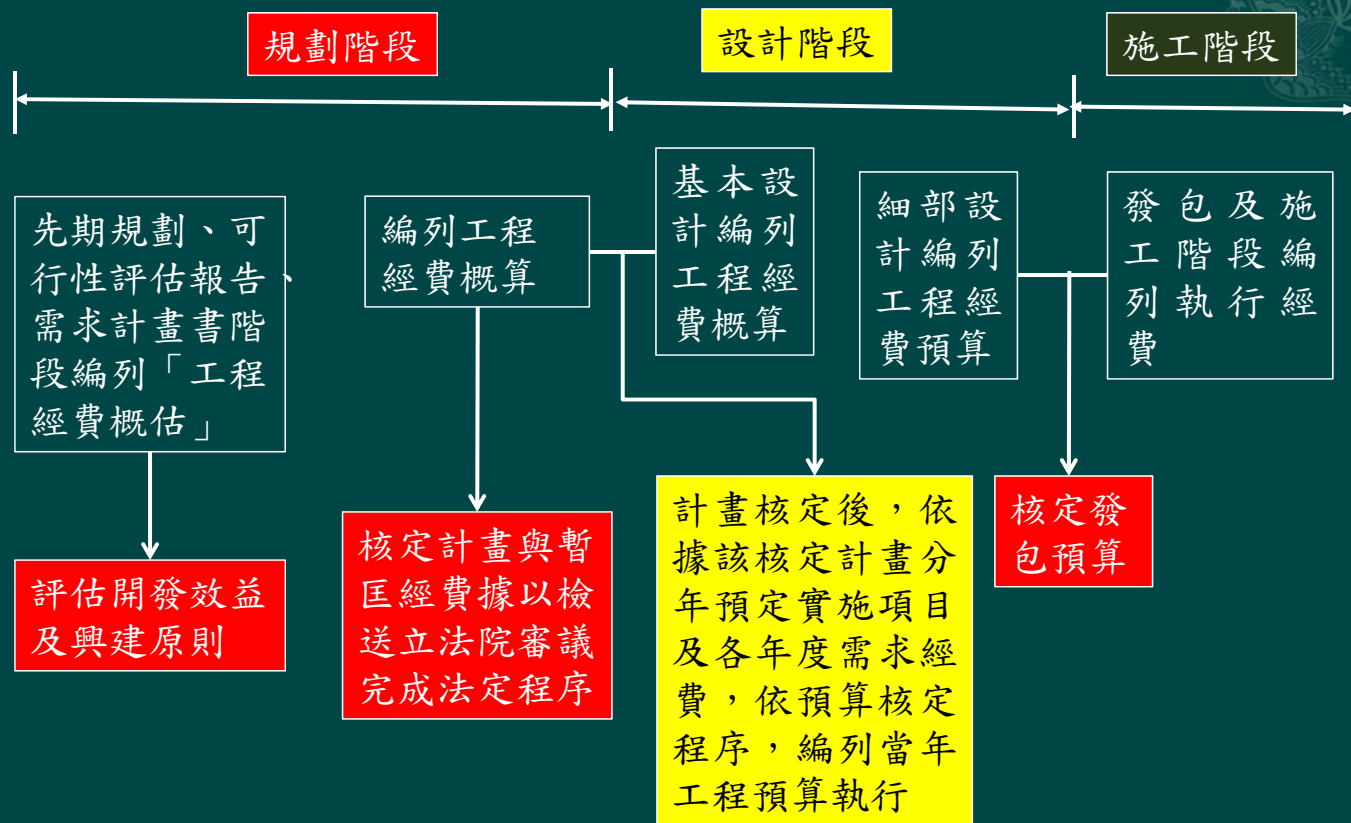 規劃階段
設計階段
施工階段
先期規劃、可
行性評估報告、
需求計畫書階
段編列「工程
經費概估」
編列工程
經費概算
基本設
計編列
工程經
費概算
細部設
計編列
工程經
費預算
發包及施
工階段編
列執行經
費
評估開發效益
及興建原則
核定計畫與暫
匡經費據以檢
送立法院審議
完成法定程序
計畫核定後，依
據該核定計畫分
年預定實施項目
及各年度需求經
費，依預算核定
程序，編列當年
工程預算執行
核定發
包預算